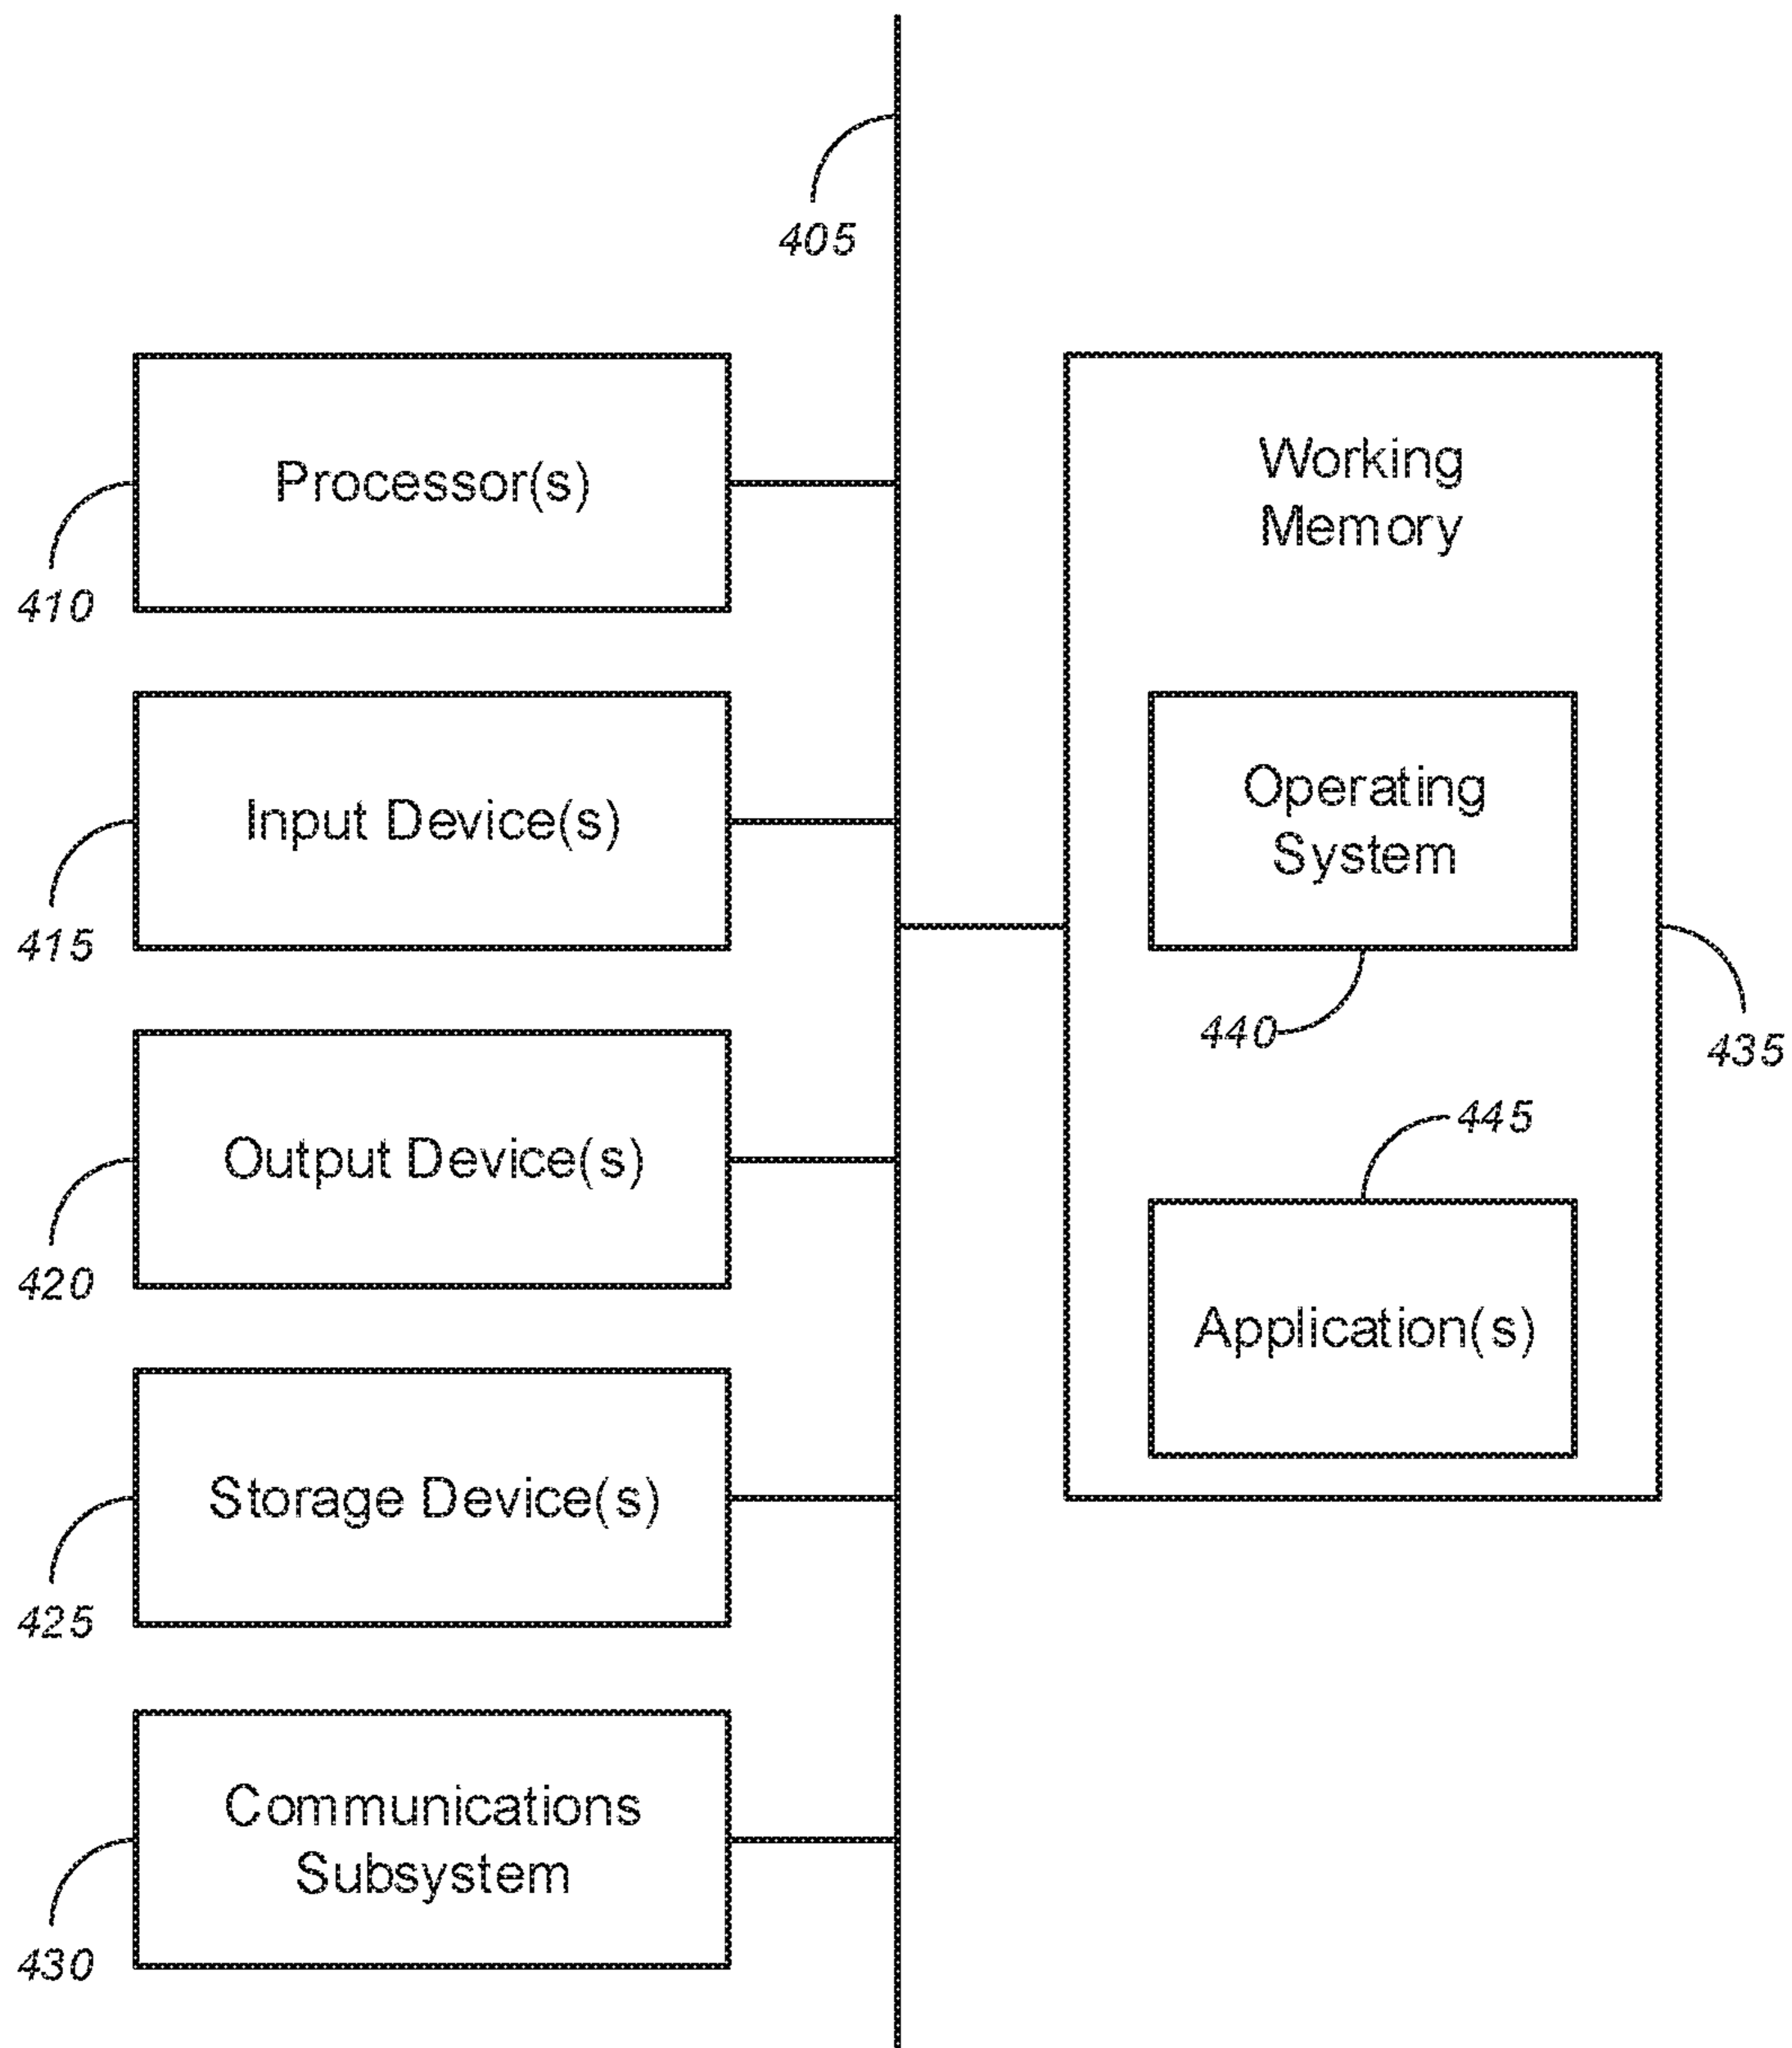 405
Processor(s)
410
Input Device(s)
415
Output Device(s)
420
Storage Device(s)
425
Communications
Subsystem
430
Working
Memory
Operating
System
440
435
445
Application(s)